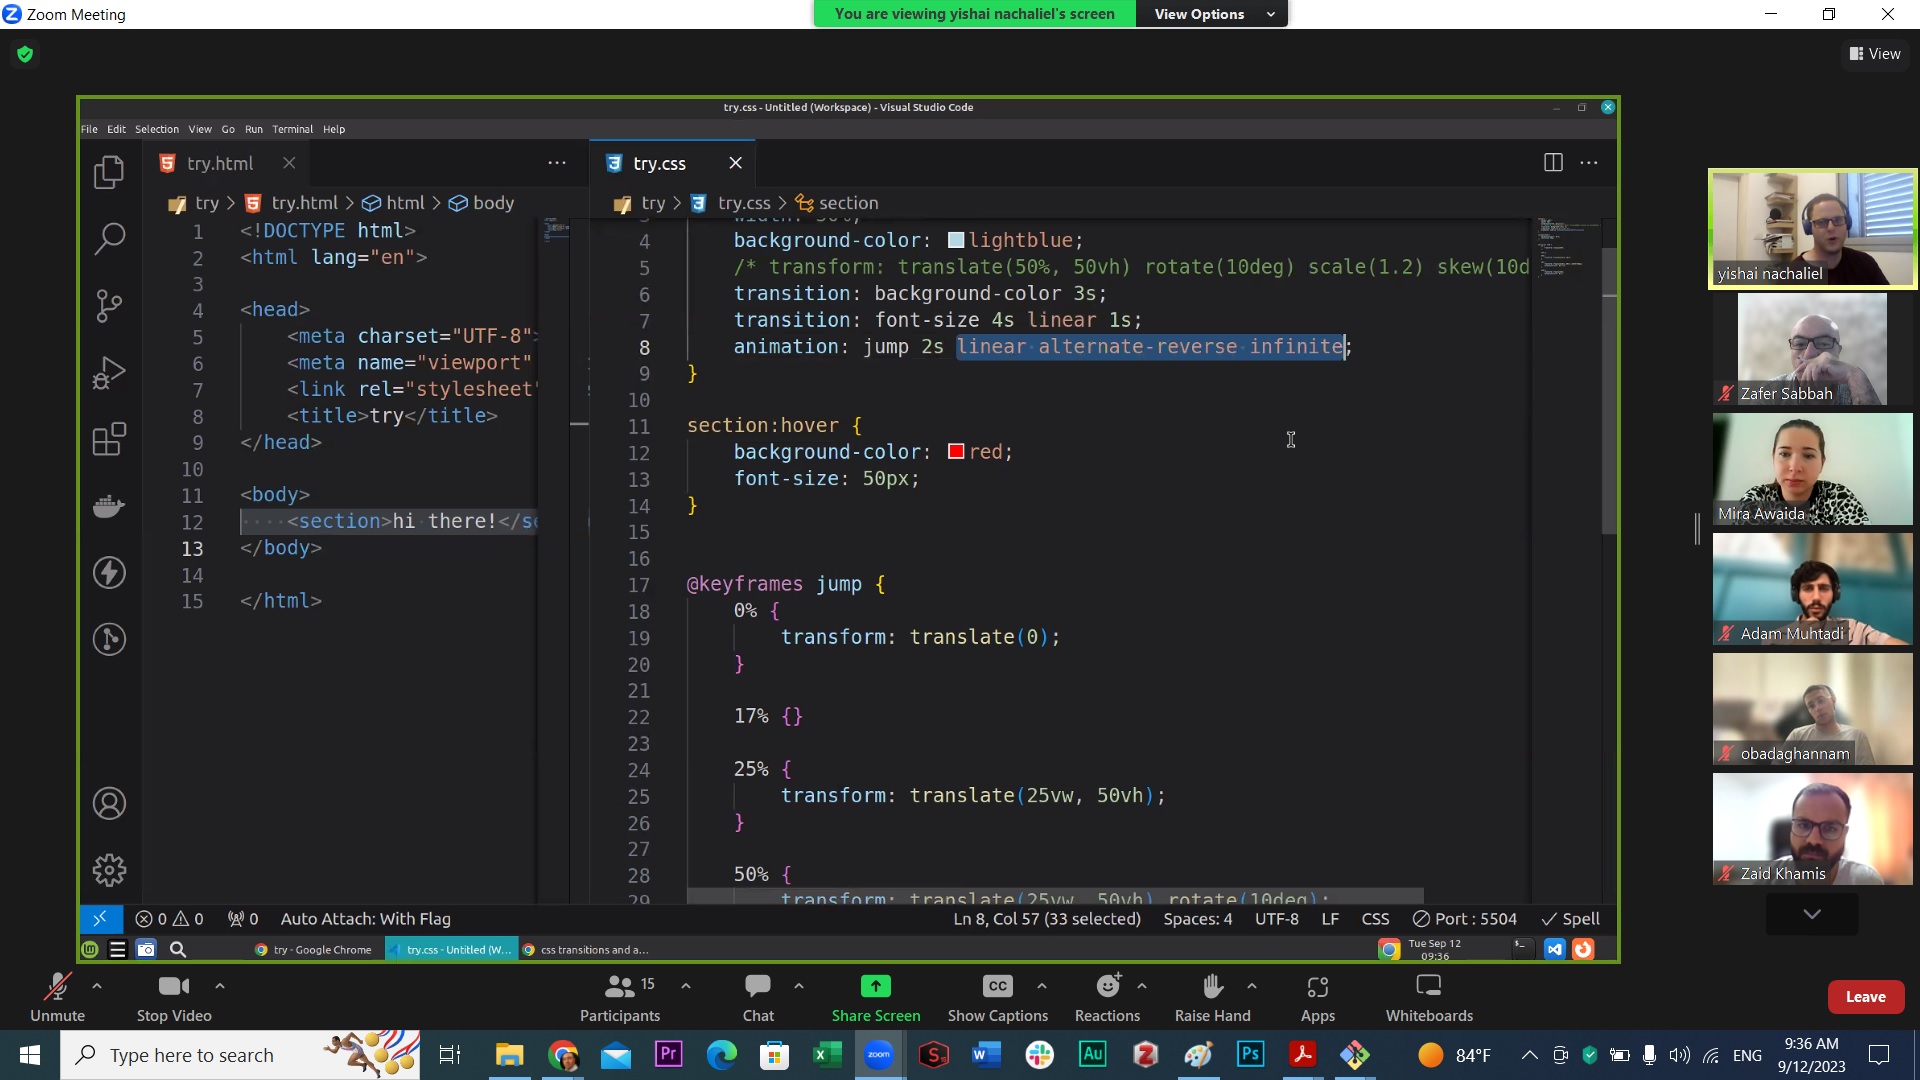 Zoom Meeting
You are viewing yishai nachaliel's screen
View Options
View
try.css - Untitled (Workspace) - Visual Studio Code
File Edit Selection View Go Run Terminal Help
try.html
try > try.html > html > body
1 <!DOCTYPE html>
2 <html lang="en">
3
4 <head>
5 <meta charset="UTF-8">
6 <meta name="viewport"
7 <link rel="stylesheet"
8 <title>try</title>
9 </head>
10
11 <body>
12 ····<section>hi·there!</se
13 </body>
14
15 </html>
try.css
try > try.css > section
4 background-color: lightblue;
5 /* transform: translate(50%, 50vh) rotate(10deg) scale(1.2) skew(10d
6 transition: background-color 3s;
7 transition: font-size 4s linear 1s;
8 animation: jump 2s linear·alternate-reverse·infinite;
9 }
10
11 section:hover {
12 background-color: red;
13 font-size: 50px;
14 }
15
16
17 @keyframes jump {
18 0% {
19 transform: translate(0);
20 }
21
22 17% {}
23
24 25% {
25 transform: translate(25vw, 50vh);
26 }
27
28 50% {
29 transform: translate(25vw, 50vh) rotate(10deg);
0 0 0 Auto Attach: With Flag
Ln 8, Col 57 (33 selected) Spaces: 4 UTF-8 LF CSS Port : 5504 Spell
try - Google Chrome
try.css - Untitled (W...
css transitions and a...
Tue Sep 12
09:36
yishai nachaliel
Zafer Sabbah
Mira Awaida
Adam Muhtadi
obadaghannam
Zaid Khamis
Unmute
Stop Video
15
Participants
Chat
Share Screen
CC
Show Captions
Reactions
Raise Hand
Apps
Whiteboards
Leave
Type here to search
Pr
zoom
Au
Ps
84°F
ENG
9:36 AM
9/12/2023